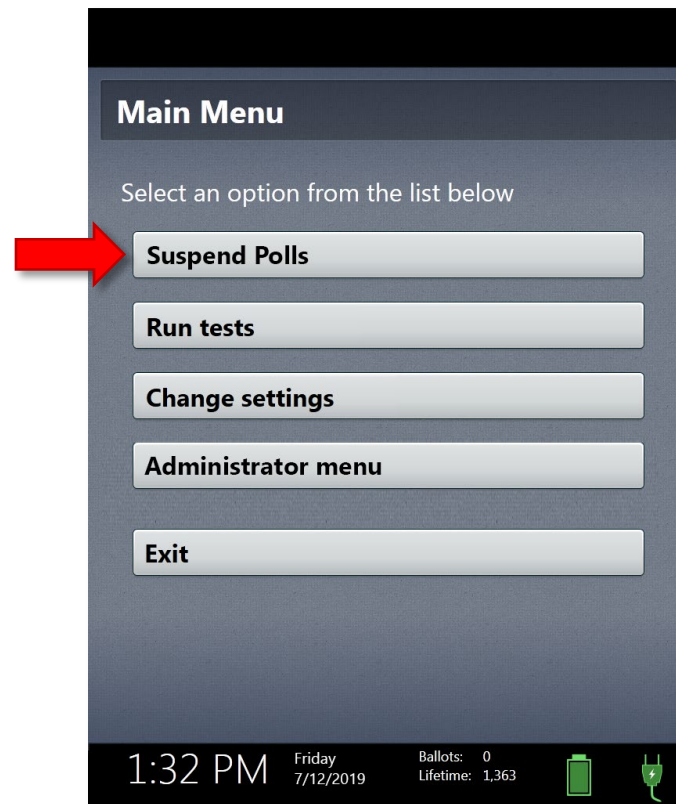 Main Menu
Select an option from the list below
Suspend Polls
Run tests
Change settings
Administrator menu
Exit
1:32 PM Friday Ballots: 0
7/12/2019 Lifetime: 1,363